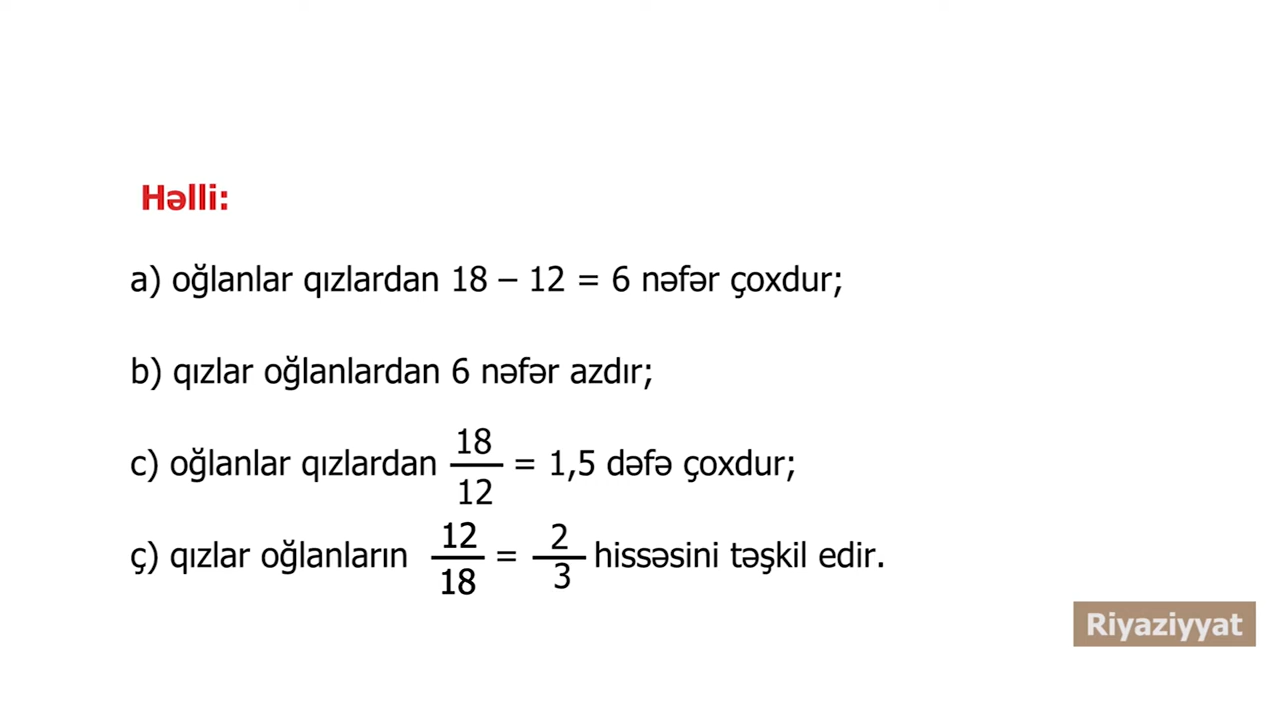 Həlli:
a) oğlanlar qızlardan 18 – 12 = 6 nəfər çoxdur;
b) qızlar oğlanlardan 6 nəfər azdır;
c) oğlanlar qızlardan 18/12 = 1,5 dəfə çoxdur;
ç) qızlar oğlanların 12/18 = 2/3 hissəsini təşkil edir.
Riyaziyyat